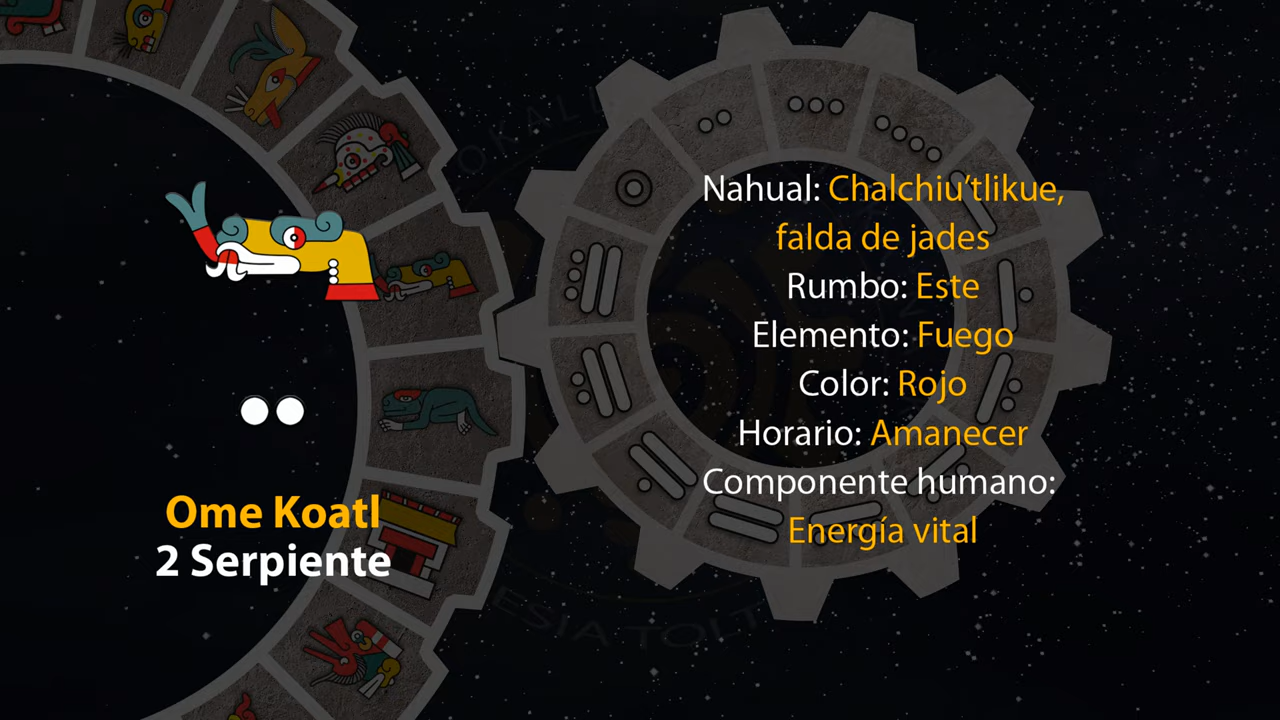 Nahual: Chalchiu’tlikue,
falda de jades
Rumbo: Este
Elemento: Fuego
Color: Rojo
Horario: Amanecer
Componente humano:
Energía vital
Ome Koatl
2 Serpiente